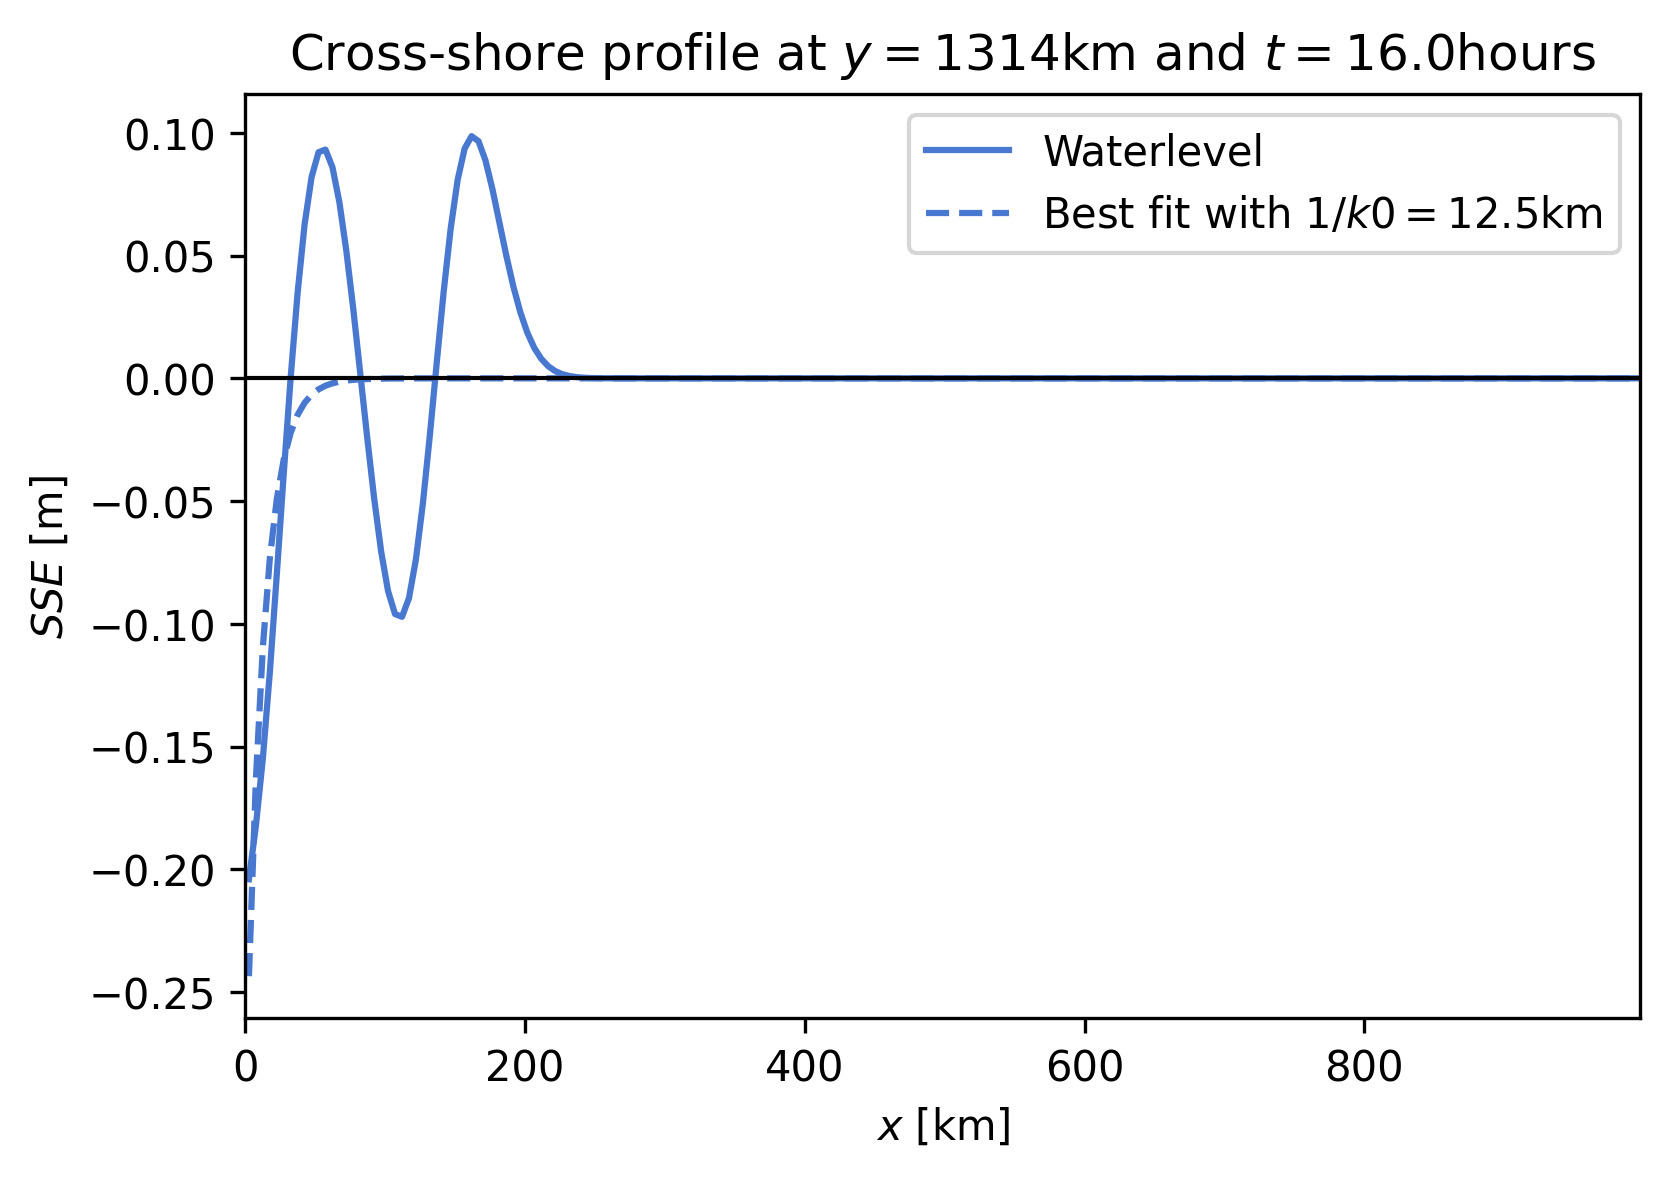 Cross-shore profile at y = 1314km and t = 16.0hours
Waterlevel
Best fit with 1/k0 = 12.5km
0.10
0.05
0.00
−0.05
−0.10
−0.15
−0.20
−0.25
SSE [m]
0 200 400 600 800
x [km]